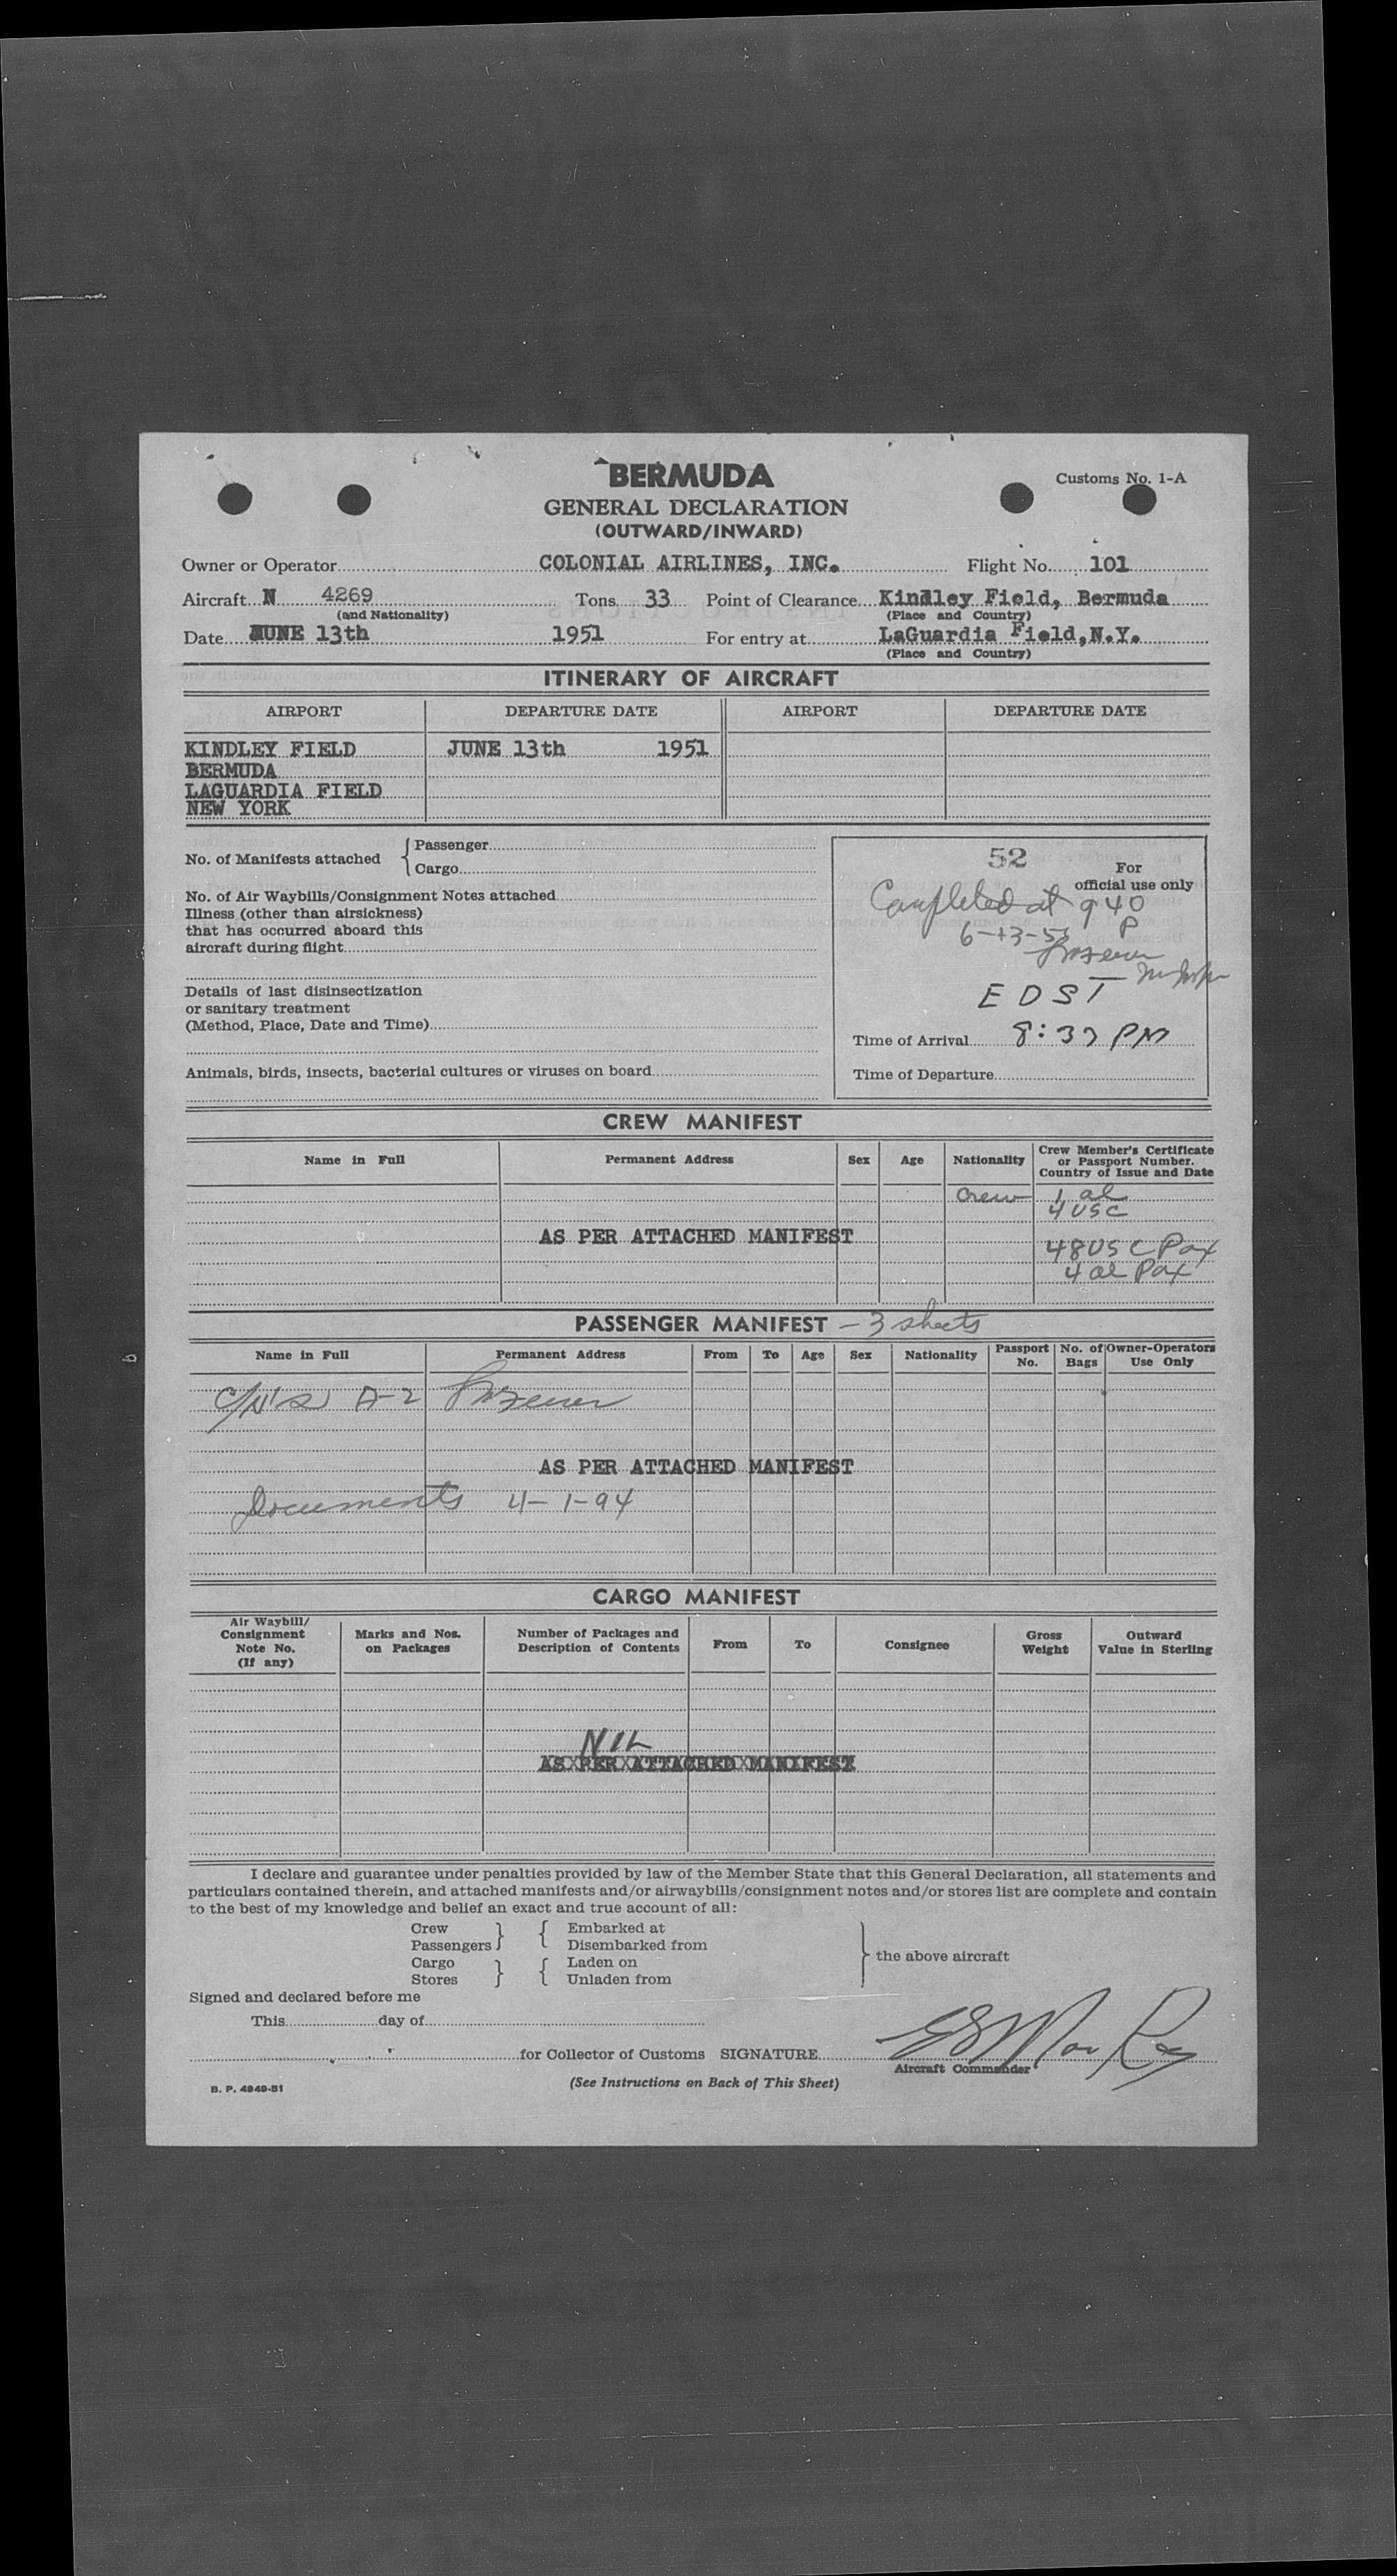 BERMUDA
Customs No. 1-A
GENERAL DECLARATION
(OUTWARD/INWARD)
Owner or Operator COLONIAL AIRLINES, INC. Flight No. 101
Aircraft N 4269 Tons 33 Point of Clearance Kindley Field, Bermuda
(and Nationality) (Place and Country)
Date JUNE 13th 1951 For entry at LaGuardia Field, N.Y.
(Place and Country)
ITINERARY OF AIRCRAFT
AIRPORT DEPARTURE DATE AIRPORT DEPARTURE DATE
KINDLEY FIELD JUNE 13th 1951
BERMUDA
LAGUARDIA FIELD
NEW YORK
No. of Manifests attached { Passenger
Cargo
No. of Air Waybills/Consignment Notes attached
Illness (other than airsickness)
that has occurred aboard this
aircraft during flight
Details of last disinsectization
or sanitary treatment
(Method, Place, Date and Time)
Animals, birds, insects, bacterial cultures or viruses on board
52
For
official use only
Completed at 9 40
P
6-13-51
EDST
Time of Arrival 8:37 PM
Time of Departure
CREW MANIFEST
Name in Full Permanent Address Sex Age Nationality Crew Member's Certificate
or Passport Number.
Country of Issue and Date
Crew 1 al
4 USC
AS PER ATTACHED MANIFEST
48 USC Pax
4 al Pax
PASSENGER MANIFEST - 3 sheets
Name in Full Permanent Address From To Age Sex Nationality Passport No. No. of Bags Owner-Operators Use Only
C/N's A-2
AS PER ATTACHED MANIFEST
Documents 4-1-94
CARGO MANIFEST
Air Waybill/ Consignment Note No. (If any) Marks and Nos. on Packages Number of Packages and Description of Contents From To Consignee Gross Weight Outward Value in Sterling
NIL
AS PER ATTACHED MANIFEST
I declare and guarantee under penalties provided by law of the Member State that this General Declaration, all statements and
particulars contained therein, and attached manifests and/or airwaybills/consignment notes and/or stores list are complete and contain
to the best of my knowledge and belief an exact and true account of all:
Crew } { Embarked at
Passengers Disembarked from
Cargo } { Laden on
Stores Unladen from
} the above aircraft
Signed and declared before me
This day of
for Collector of Customs SIGNATURE
Aircraft Commander
B. P. 4949-51
(See Instructions on Back of This Sheet)